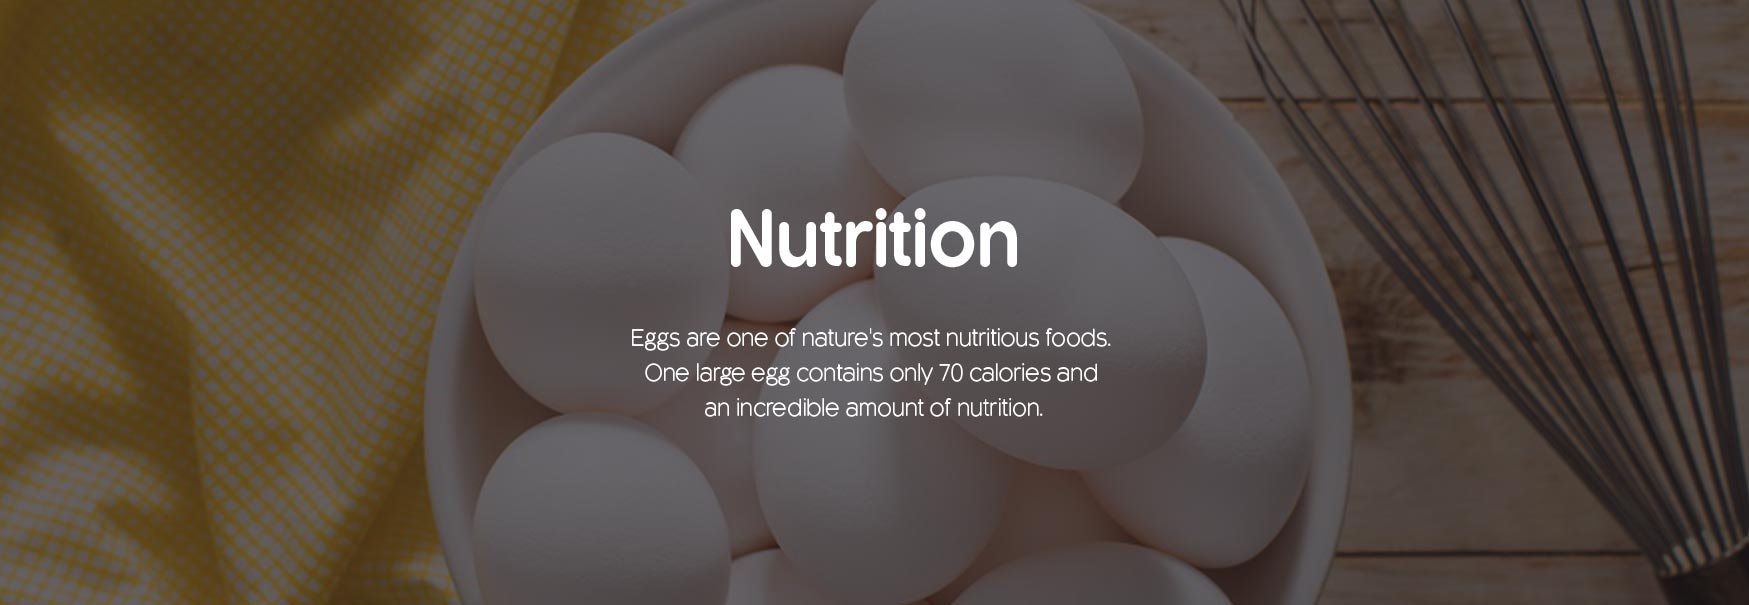 Nutrition
Eggs are one of nature's most nutritious foods.
One large egg contains only 70 calories and
an incredible amount of nutrition.